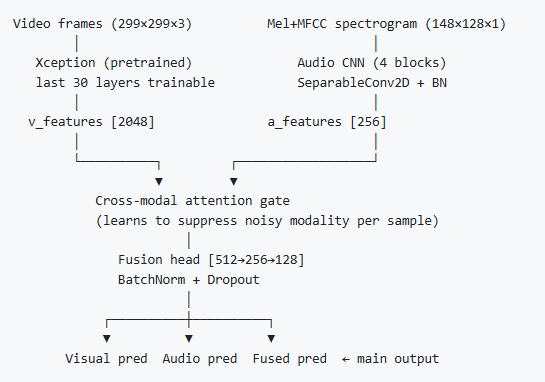 Video frames (299×299×3) Mel+MFCC spectrogram (148×128×1)
Xception (pretrained) Audio CNN (4 blocks)
last 30 layers trainable SeparableConv2D + BN
v_features [2048] a_features [256]
Cross-modal attention gate
(learns to suppress noisy modality per sample)
Fusion head [512→256→128]
BatchNorm + Dropout
Visual pred Audio pred Fused pred ← main output